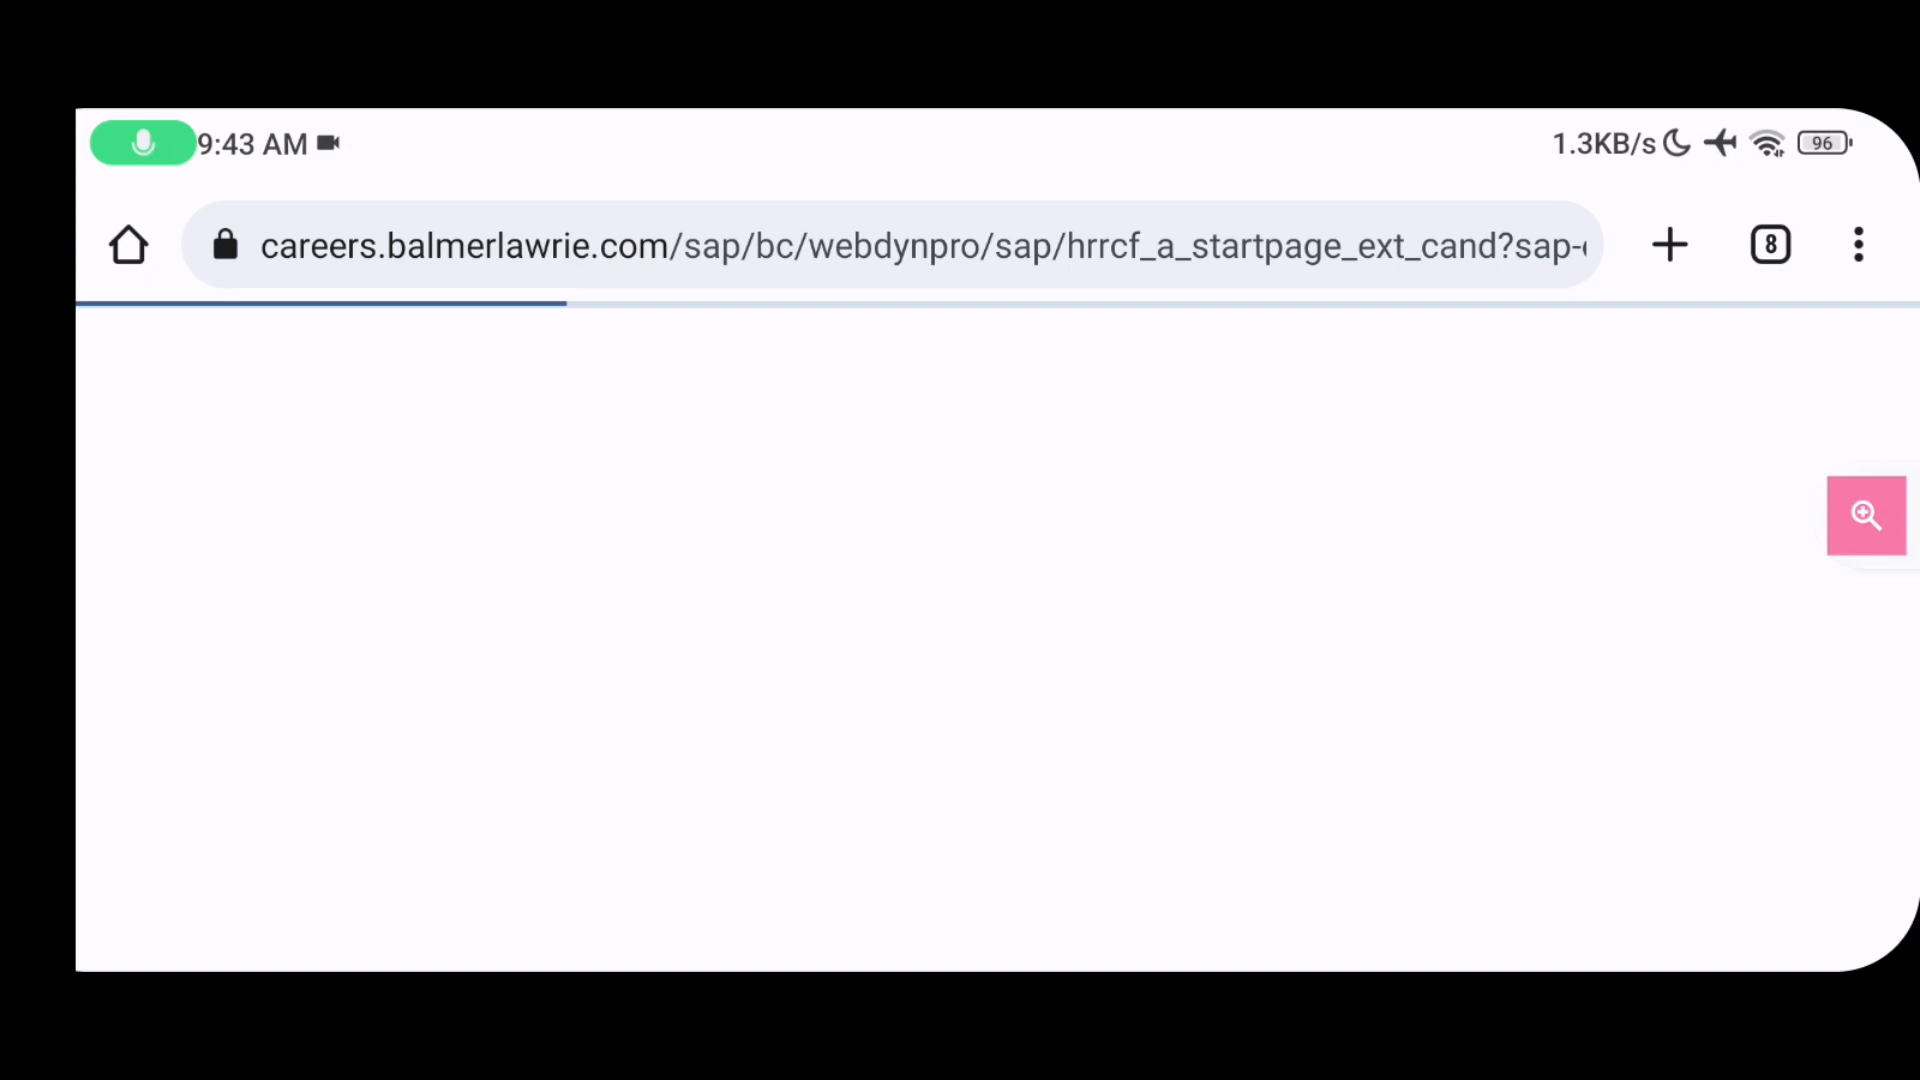 9:43 AM
1.3KB/s
96
careers.balmerlawrie.com/sap/bc/webdynpro/sap/hrrcf_a_startpage_ext_cand?sap-
8